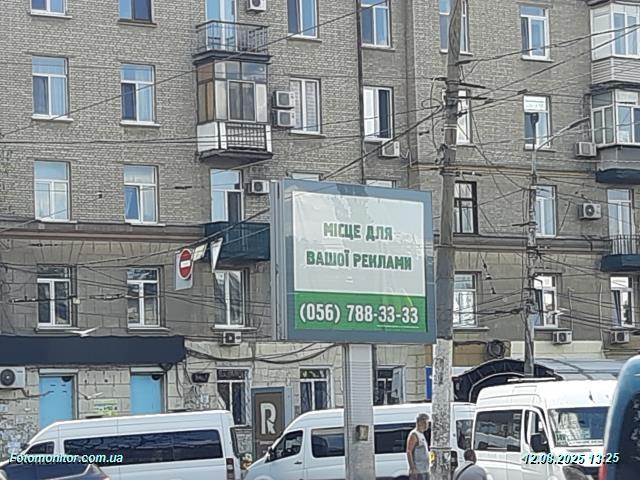 МІСЦЕ ДЛЯ
ВАШОЇ РЕКЛАМИ
(056) 788-33-33
R
Fotomonitor.com.ua
12.08.2025 13:25